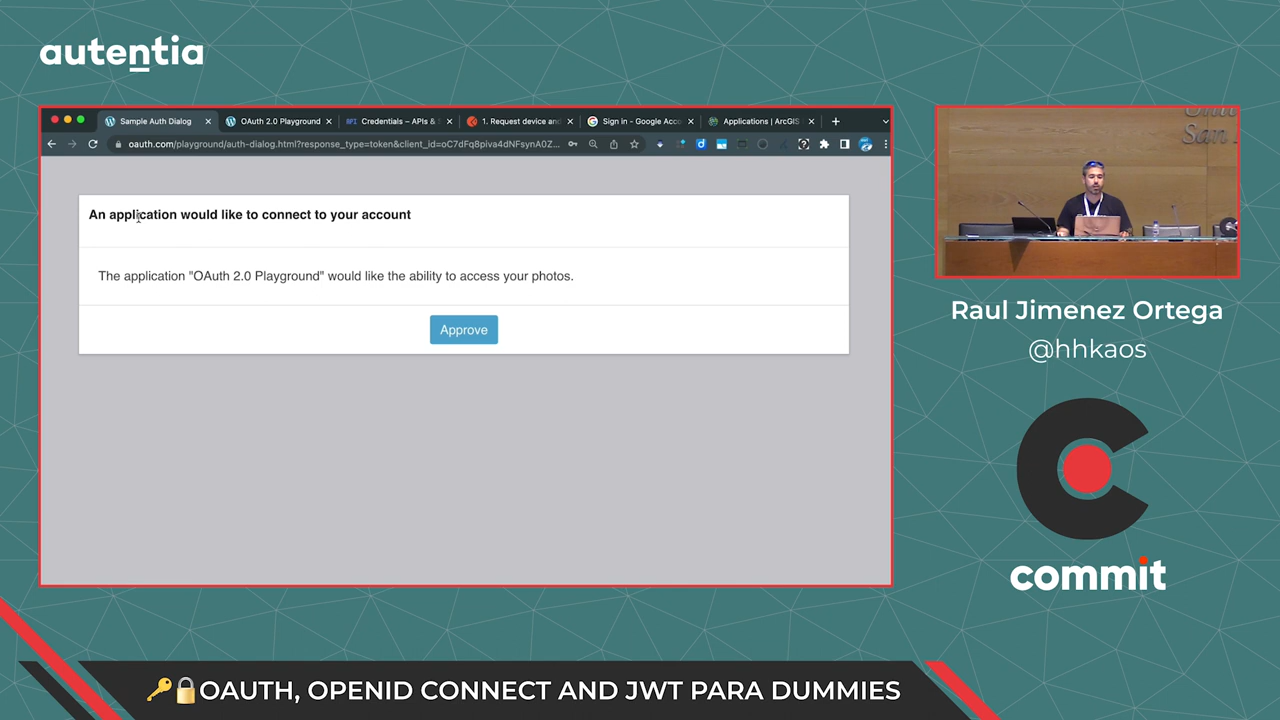 autentia
Sample Auth Dialog
OAuth 2.0 Playground
Credentials – APIs &
1. Request device an
Sign in - Google Acco
Applications | ArcGIS
oauth.com/playground/auth-dialog.html?response_type=token&client_id=oC7dFq8piva4dNFsynA0Z...
An application would like to connect to your account
The application "OAuth 2.0 Playground" would like the ability to access your photos.
Approve
San
Raul Jimenez Ortega
@hhkaos
commit
OAUTH, OPENID CONNECT AND JWT PARA DUMMIES